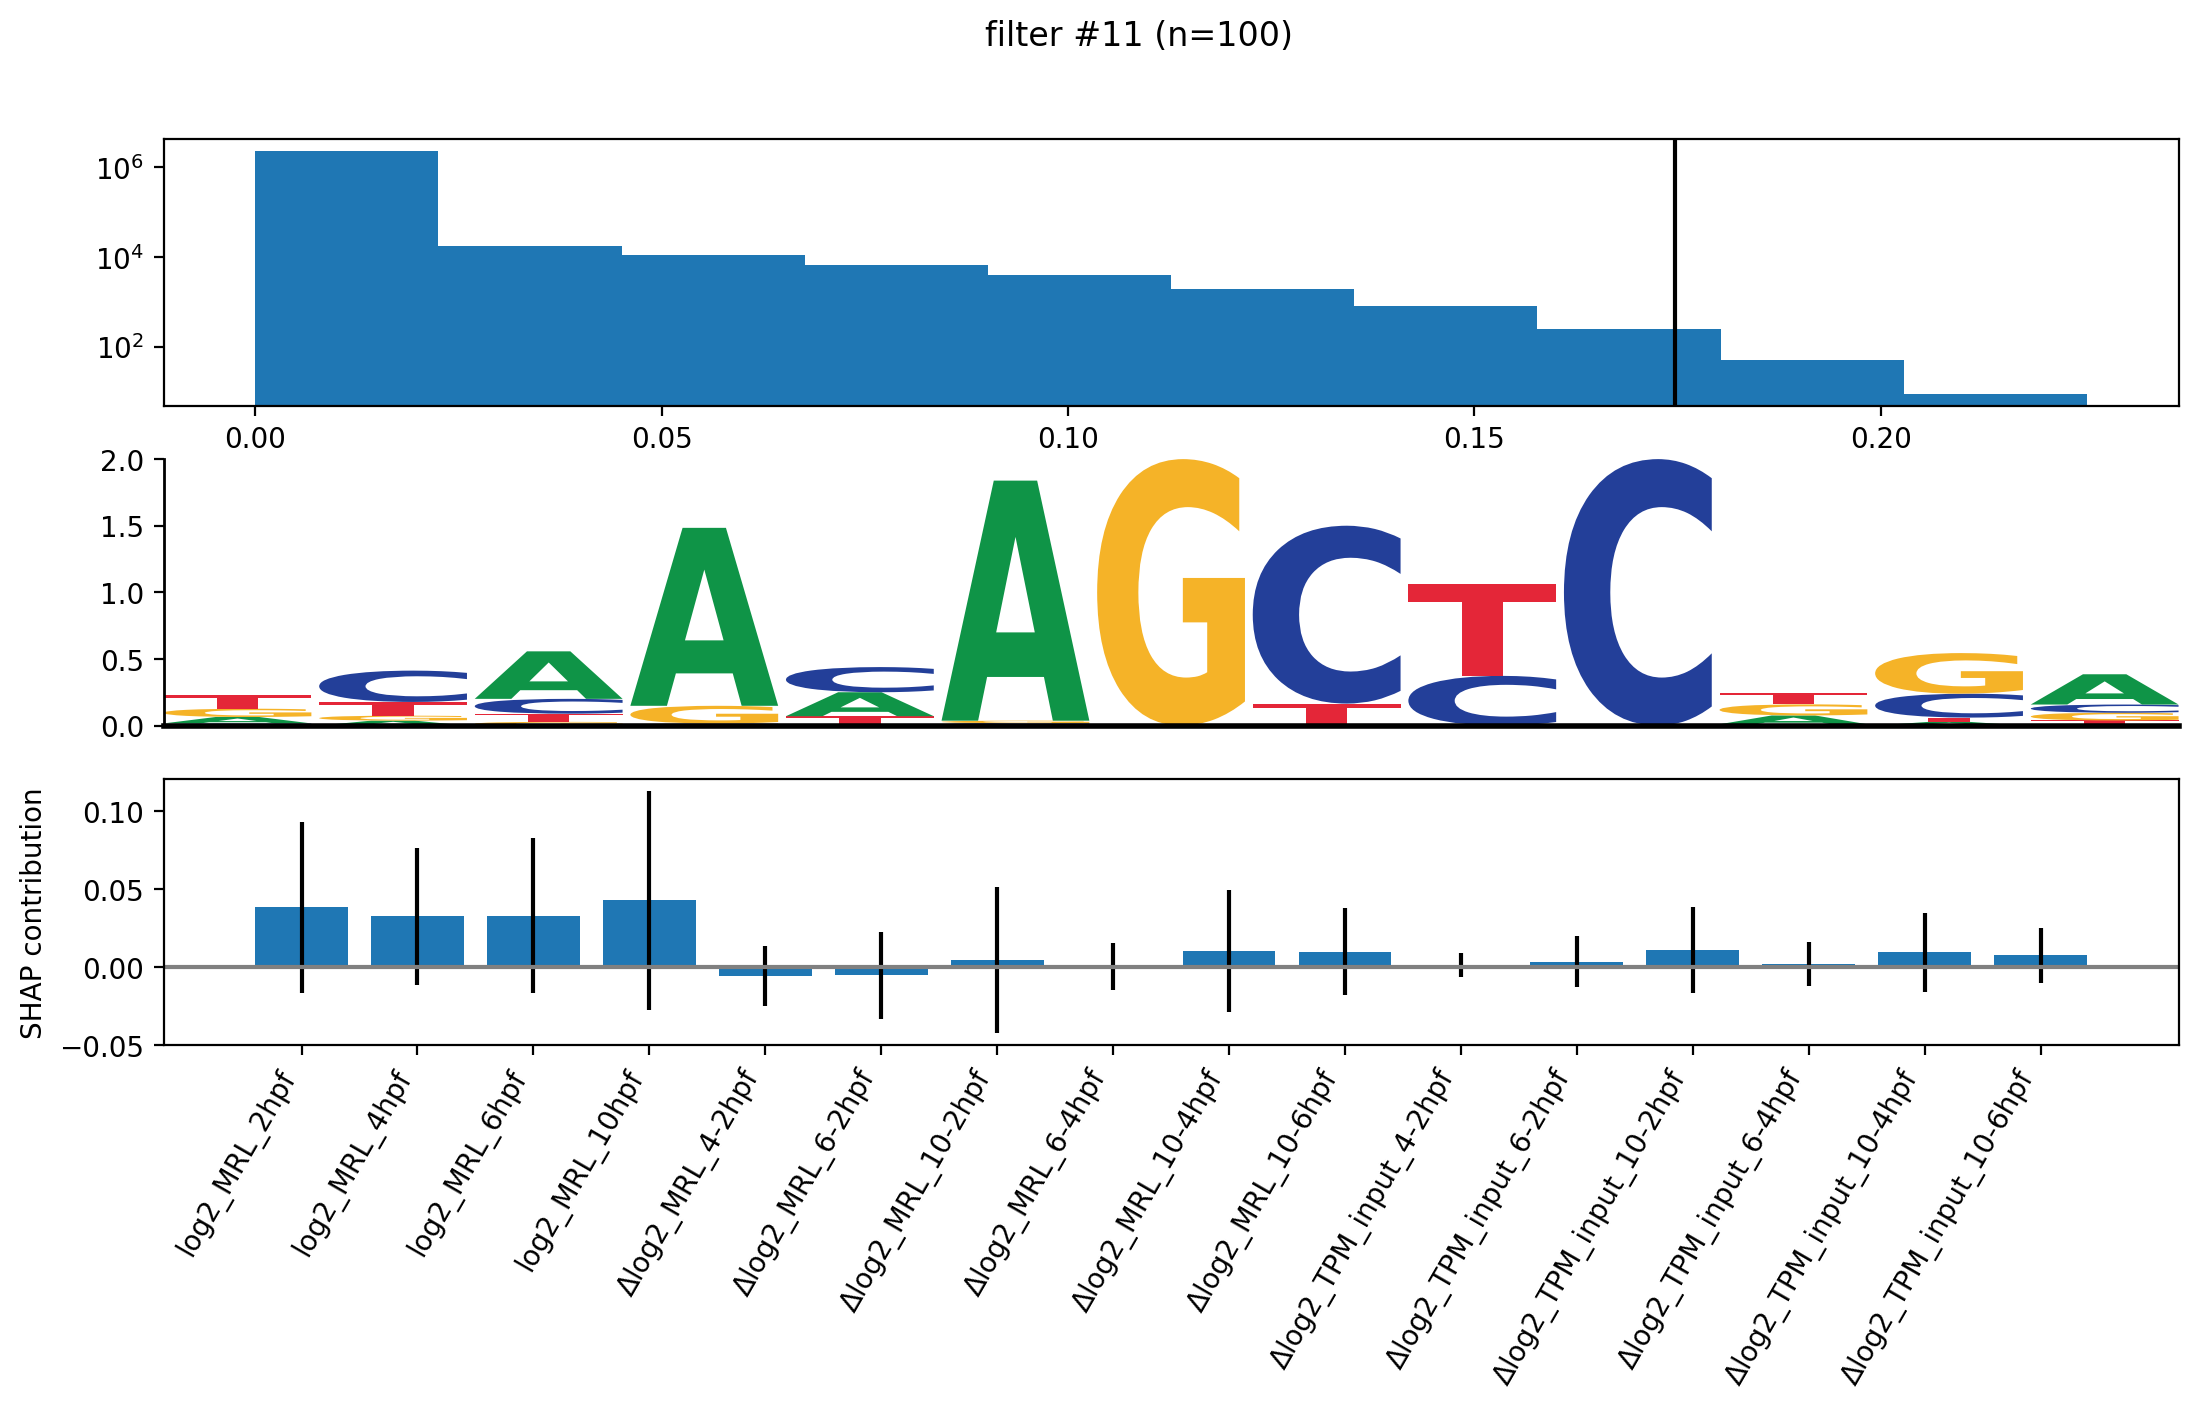 filter #11 (n=100)
10^6
10^4
10^2
0.00 0.05 0.10 0.15 0.20
2.0
1.5
1.0
0.5
0.0
SHAP contribution
0.10
0.05
0.00
−0.05
log2_MRL_2hpf
log2_MRL_4hpf
log2_MRL_6hpf
log2_MRL_10hpf
Δlog2_MRL_4-2hpf
Δlog2_MRL_6-2hpf
Δlog2_MRL_10-2hpf
Δlog2_MRL_6-4hpf
Δlog2_MRL_10-4hpf
Δlog2_MRL_10-6hpf
Δlog2_TPM_input_4-2hpf
Δlog2_TPM_input_6-2hpf
Δlog2_TPM_input_10-2hpf
Δlog2_TPM_input_6-4hpf
Δlog2_TPM_input_10-4hpf
Δlog2_TPM_input_10-6hpf